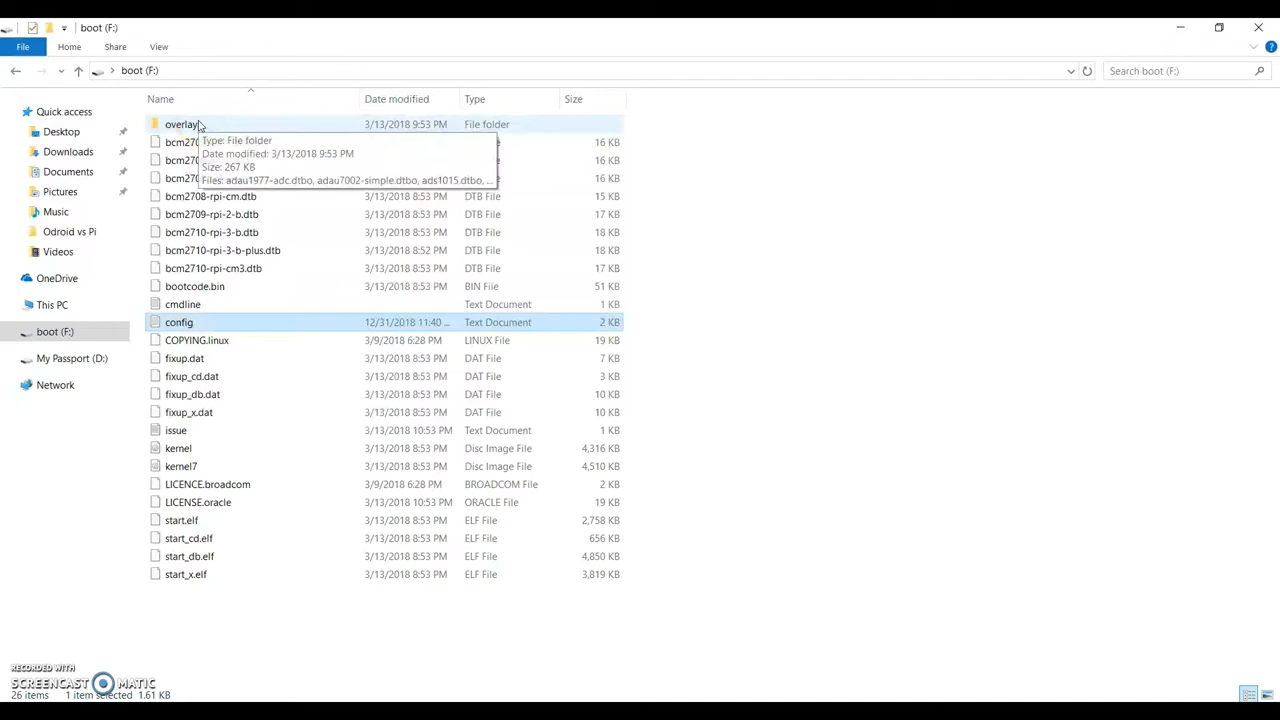 boot (F:)
File Home Share View
boot (F:) Search boot (F:)
Name Date modified Type Size
Quick access
Desktop
Downloads
Documents
Pictures
Music
Odroid vs Pi
Videos
OneDrive
This PC
boot (F:)
My Passport (D:)
Network
overlay 3/13/2018 9:53 PM File folder
Type: File folder
Date modified: 3/13/2018 9:53 PM
Size: 267 KB
Files: adau1977-adc.dtbo, adau7002-simple.dtbo, ads1015.dtbo, ...
bcm270 16 KB
bcm270 16 KB
bcm270 16 KB
bcm2708-rpi-cm.dtb 3/13/2018 8:53 PM DTB File 15 KB
bcm2709-rpi-2-b.dtb 3/13/2018 8:53 PM DTB File 17 KB
bcm2710-rpi-3-b.dtb 3/13/2018 8:53 PM DTB File 18 KB
bcm2710-rpi-3-b-plus.dtb 3/13/2018 8:52 PM DTB File 18 KB
bcm2710-rpi-cm3.dtb 3/13/2018 8:53 PM DTB File 17 KB
bootcode.bin 3/13/2018 8:53 PM BIN File 51 KB
cmdline Text Document 1 KB
config 12/31/2018 11:40 ... Text Document 2 KB
COPYING.linux 3/9/2018 6:28 PM LINUX File 19 KB
fixup.dat 3/13/2018 8:53 PM DAT File 7 KB
fixup_cd.dat 3/13/2018 8:53 PM DAT File 3 KB
fixup_db.dat 3/13/2018 8:53 PM DAT File 10 KB
fixup_x.dat 3/13/2018 8:53 PM DAT File 10 KB
issue 3/13/2018 10:53 PM Text Document 1 KB
kernel 3/13/2018 8:53 PM Disc Image File 4,316 KB
kernel7 3/13/2018 8:53 PM Disc Image File 4,510 KB
LICENCE.broadcom 3/9/2018 6:28 PM BROADCOM File 2 KB
LICENSE.oracle 3/13/2018 10:53 PM ORACLE File 19 KB
start.elf 3/13/2018 8:53 PM ELF File 2,758 KB
start_cd.elf 3/13/2018 8:53 PM ELF File 656 KB
start_db.elf 3/13/2018 8:53 PM ELF File 4,850 KB
start_x.elf 3/13/2018 8:53 PM ELF File 3,819 KB
RECORDED WITH
SCREENCAST MATIC
26 items 1 item selected 1.61 KB